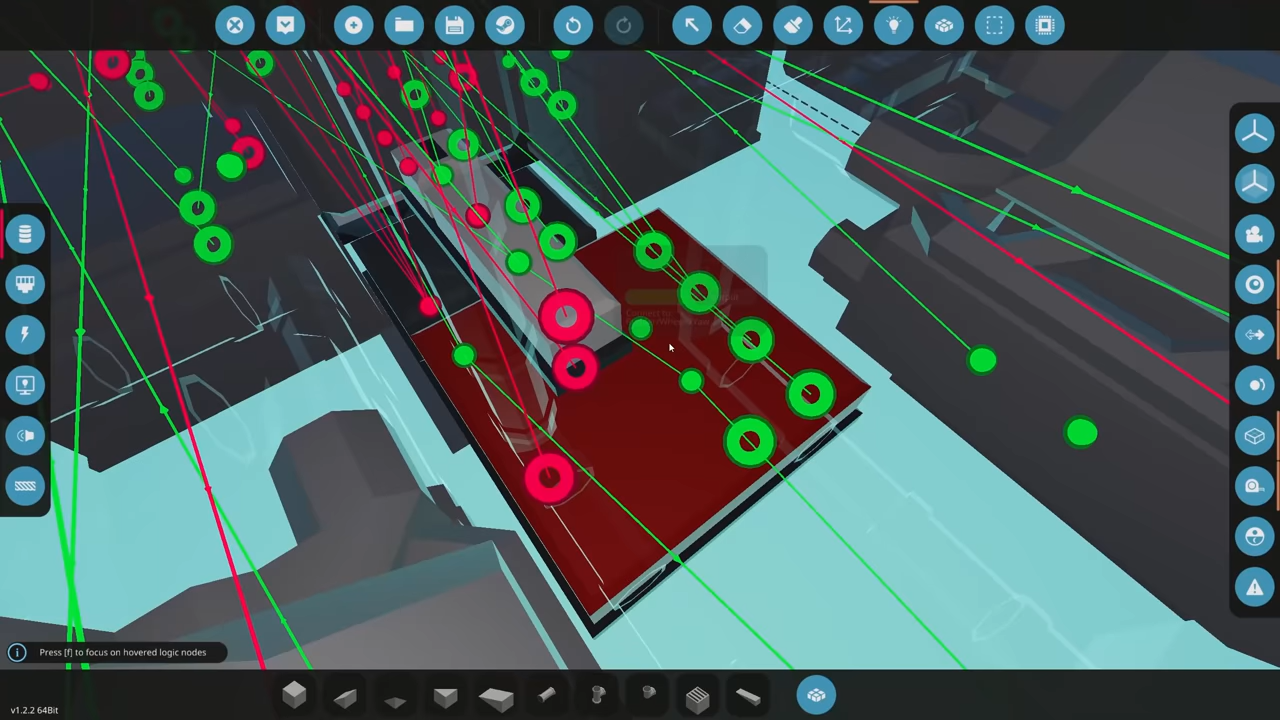 Press [f] to focus on hovered logic nodes
v1.2.2 64Bit